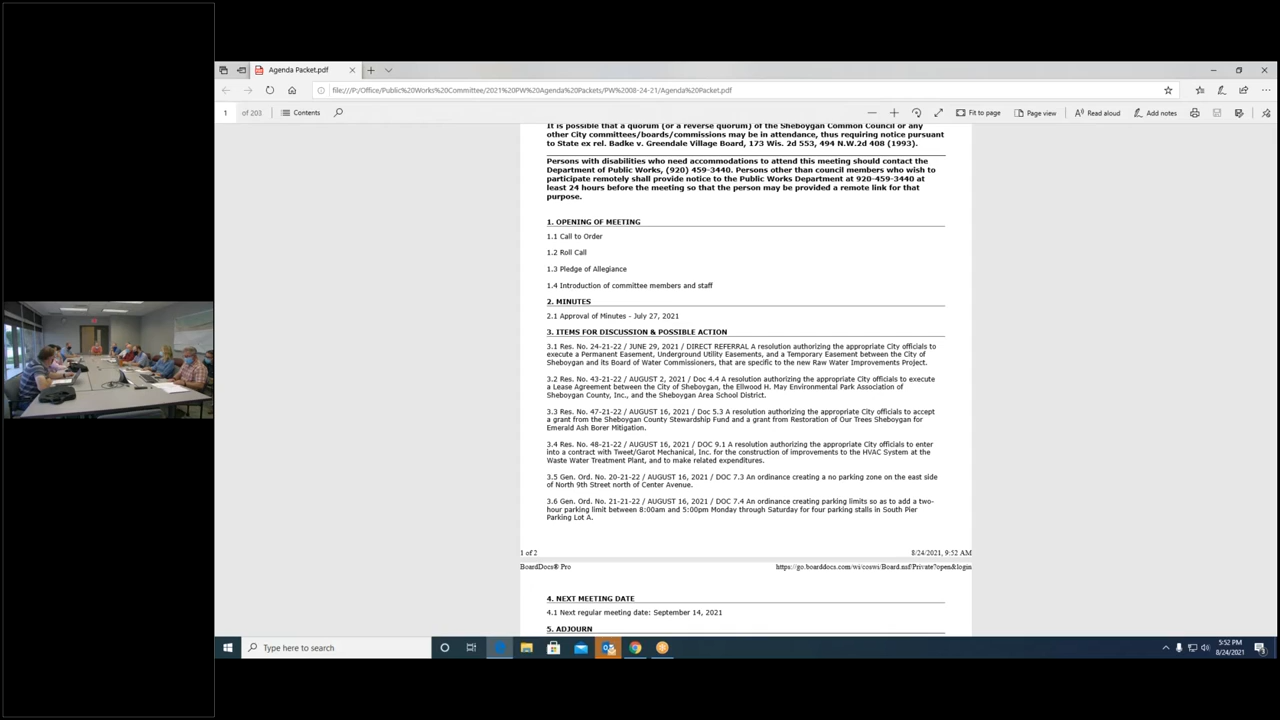 Agenda Packet.pdf
file:///P:/Office/Public%20Works%20Committee/2021%20PW%20Agenda%20Packets/PW%2008-24-21/Agenda%20Packet.pdf
1 of 203 Contents Fit to page Page view Read aloud Add notes
It is possible that a quorum (or a reverse quorum) of the Sheboygan Common Council or any
other City committees/boards/commissions may be in attendance, thus requiring notice pursuant
to State ex rel. Badke v. Greendale Village Board, 173 Wis. 2d 553, 494 N.W.2d 408 (1993).
Persons with disabilities who need accommodations to attend this meeting should contact the
Department of Public Works, (920) 459-3440. Persons other than council members who wish to
participate remotely shall provide notice to the Public Works Department at 920-459-3440 at
least 24 hours before the meeting so that the person may be provided a remote link for that
purpose.
1. OPENING OF MEETING
1.1 Call to Order
1.2 Roll Call
1.3 Pledge of Allegiance
1.4 Introduction of committee members and staff
2. MINUTES
2.1 Approval of Minutes - July 27, 2021
3. ITEMS FOR DISCUSSION & POSSIBLE ACTION
3.1 Res. No. 24-21-22 / JUNE 29, 2021 / DIRECT REFERRAL A resolution authorizing the appropriate City officials to
execute a Permanent Easement, Underground Utility Easements, and a Temporary Easement between the City of
Sheboygan and its Board of Water Commissioners, that are specific to the new Raw Water Improvements Project.
3.2 Res. No. 43-21-22 / AUGUST 2, 2021 / Doc 4.4 A resolution authorizing the appropriate City officials to execute
a Lease Agreement between the City of Sheboygan, the Ellwood H. May Environmental Park Association of
Sheboygan County, Inc., and the Sheboygan Area School District.
3.3 Res. No. 47-21-22 / AUGUST 16, 2021 / Doc 5.3 A resolution authorizing the appropriate City officials to accept
a grant from the Sheboygan County Stewardship Fund and a grant from Restoration of Our Trees Sheboygan for
Emerald Ash Borer Mitigation.
3.4 Res. No. 48-21-22 / AUGUST 16, 2021 / DOC 9.1 A resolution authorizing the appropriate City officials to enter
into a contract with Tweet/Garot Mechanical, Inc. for the construction of improvements to the HVAC System at the
Waste Water Treatment Plant, and to make related expenditures.
3.5 Gen. Ord. No. 20-21-22 / AUGUST 16, 2021 / DOC 7.3 An ordinance creating a no parking zone on the east side
of North 9th Street north of Center Avenue.
3.6 Gen. Ord. No. 21-21-22 / AUGUST 16, 2021 / DOC 7.4 An ordinance creating parking limits so as to add a two-
hour parking limit between 8:00am and 5:00pm Monday through Saturday for four parking stalls in South Pier
Parking Lot A.
1 of 2 8/24/2021, 9:52 AM
BoardDocs® Pro https://go.boarddocs.com/wi/coswi/Board.nsf/Private?open&login
4. NEXT MEETING DATE
4.1 Next regular meeting date: September 14, 2021
5. ADJOURN
Type here to search
5:52 PM
8/24/2021